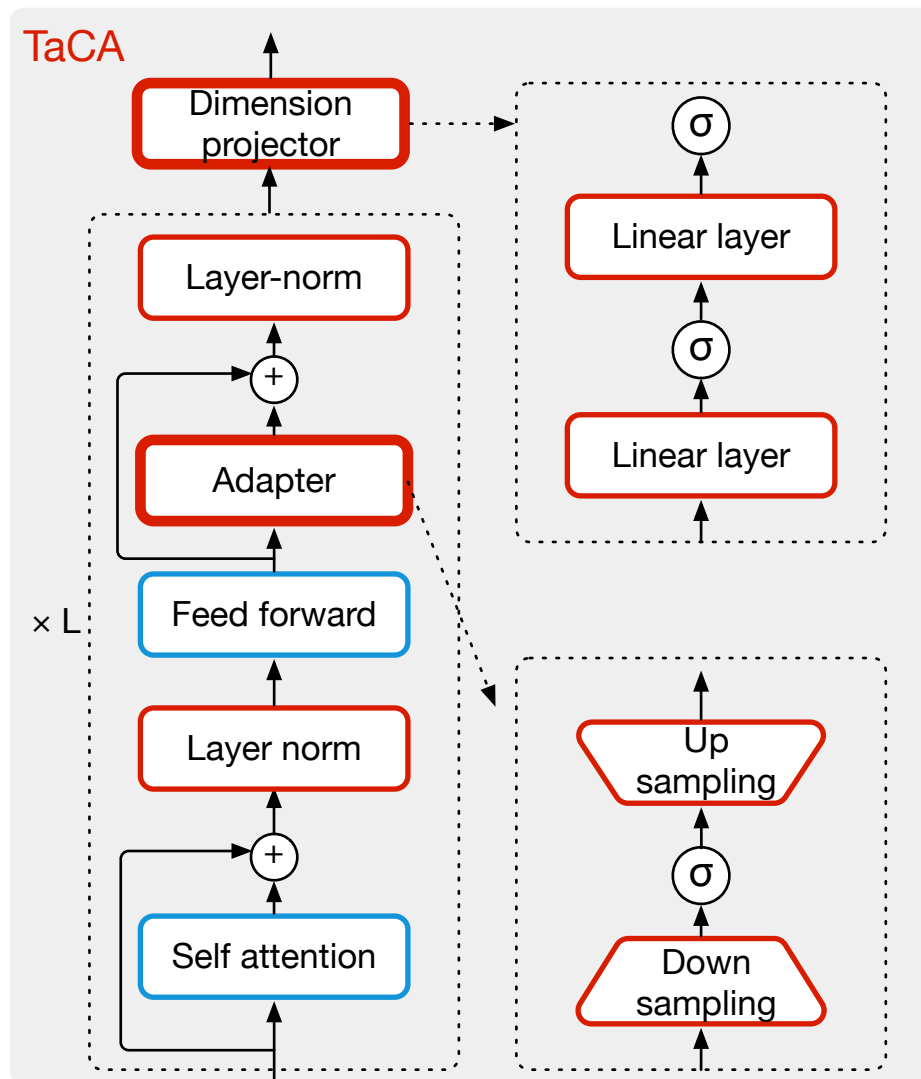 TaCA
Dimension
projector
Layer-norm
+
Adapter
Feed forward
× L
Layer norm
+
Self attention
σ
Linear layer
σ
Linear layer
Up
sampling
σ
Down
sampling